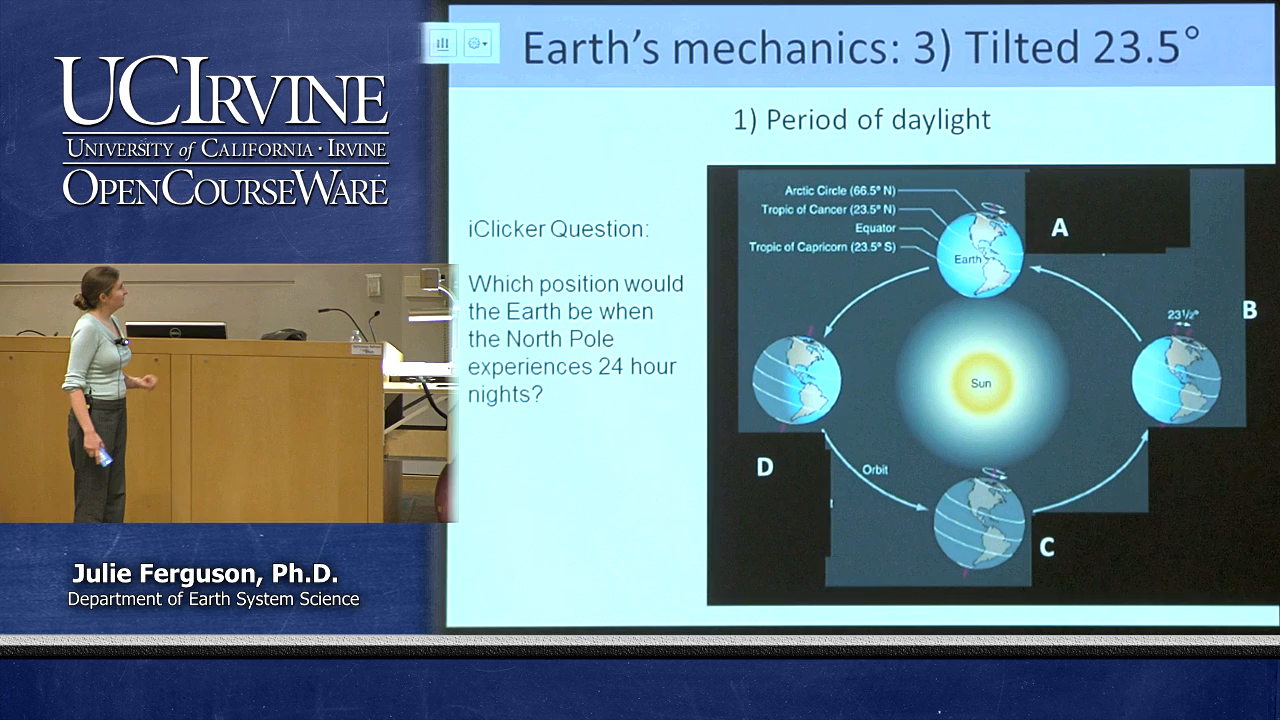 UCIRVINE
UNIVERSITY of CALIFORNIA · IRVINE
OPENCOURSEWARE
Julie Ferguson, Ph.D.
Department of Earth System Science
Earth's mechanics: 3) Tilted 23.5°
1) Period of daylight
iClicker Question:
Which position would
the Earth be when
the North Pole
experiences 24 hour
nights?
Arctic Circle (66.5° N)
Tropic of Cancer (23.5° N)
Equator
Tropic of Capricorn (23.5° S)
Earth
A
B
23½°
Sun
D
Orbit
C